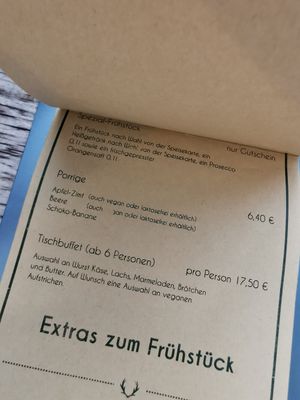 Spezial-Frühstück nur Gutschein
Ein Frühstück nach Wahl von der Speisekarte, ein
Heißgetränk nach Wahl von der Speisekarte, ein Prosecco
0,1 l sowie ein frischgepresster
Orangensaft 0,1 l
Porrige
Apfel-Zimt (auch vegan oder laktosefrei erhältlich) 6,40 €
Beere (auch gan oder laktosefrei erhältlich)
Schoko-Banane
Tischbuffet (ab 6 Personen) pro Person 17,50 €
Auswahl an Wurst Käse, Lachs, Marmeladen, Brötchen
und Butter. Auf Wunsch eine Auswahl an veganen
Aufstrichen.
Extras zum Frühstück